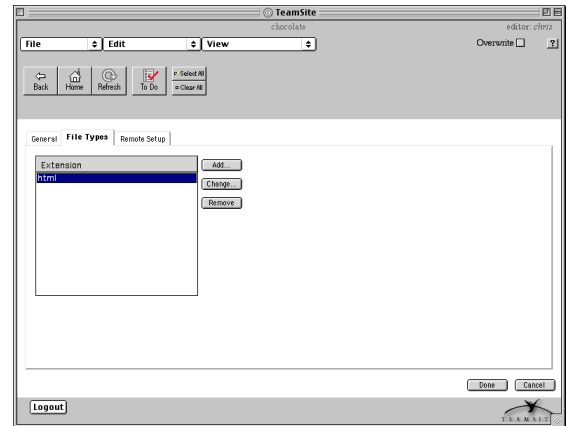 TeamSite
chocolate
editor: chris
File Edit View Overwrite ?
Back Home Refresh To Do Select All
Clear All
General File Types Remote Setup
Extension Add...
html
Change...
Remove
Done Cancel
Logout
TEAMSITE